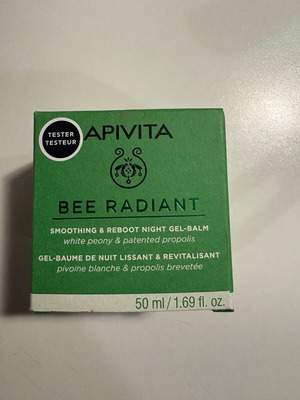 TESTER
TESTEUR
APIVITA
BEE RADIANT
SMOOTHING & REBOOT NIGHT GEL-BALM
white peony & patented propolis
GEL-BAUME DE NUIT LISSANT & REVITALISANT
pivoine blanche & propolis brevetée
50 ml / 1.69 fl. oz.